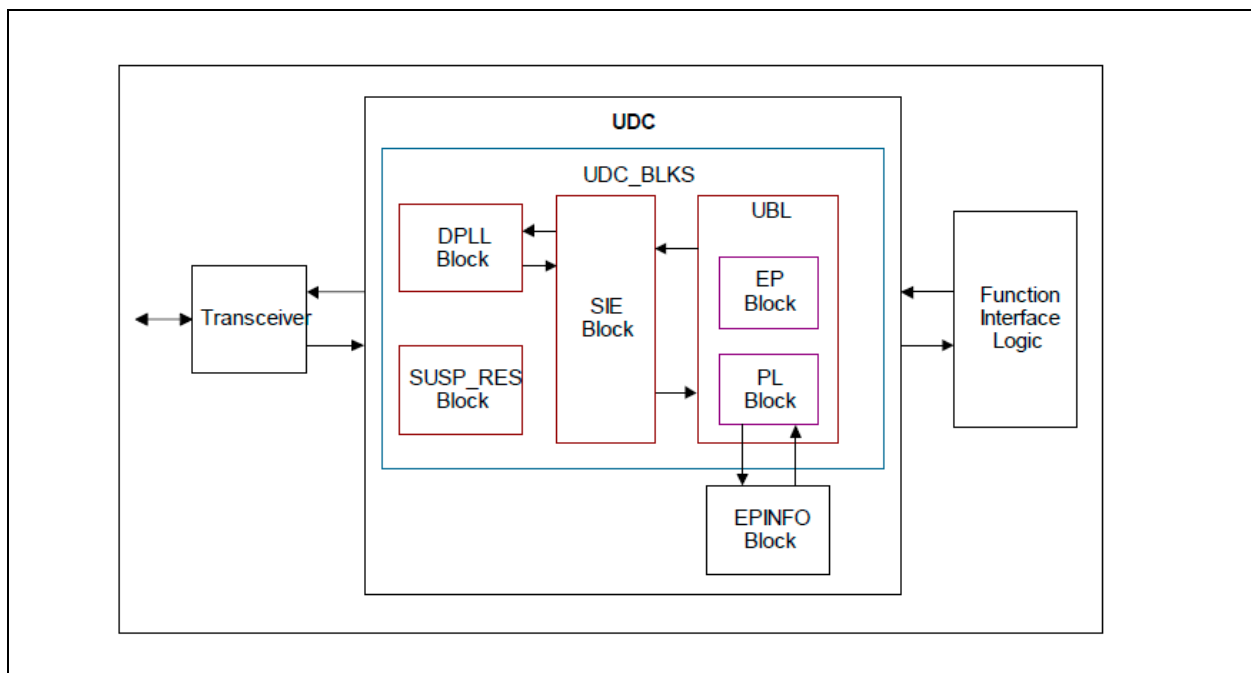 UDC
UDC_BLKS
UBL
DPLL
Block
SIE
Block
EP
Block
Transceiver
Function
Interface
Logic
SUSP_RES
Block
PL
Block
EPINFO
Block